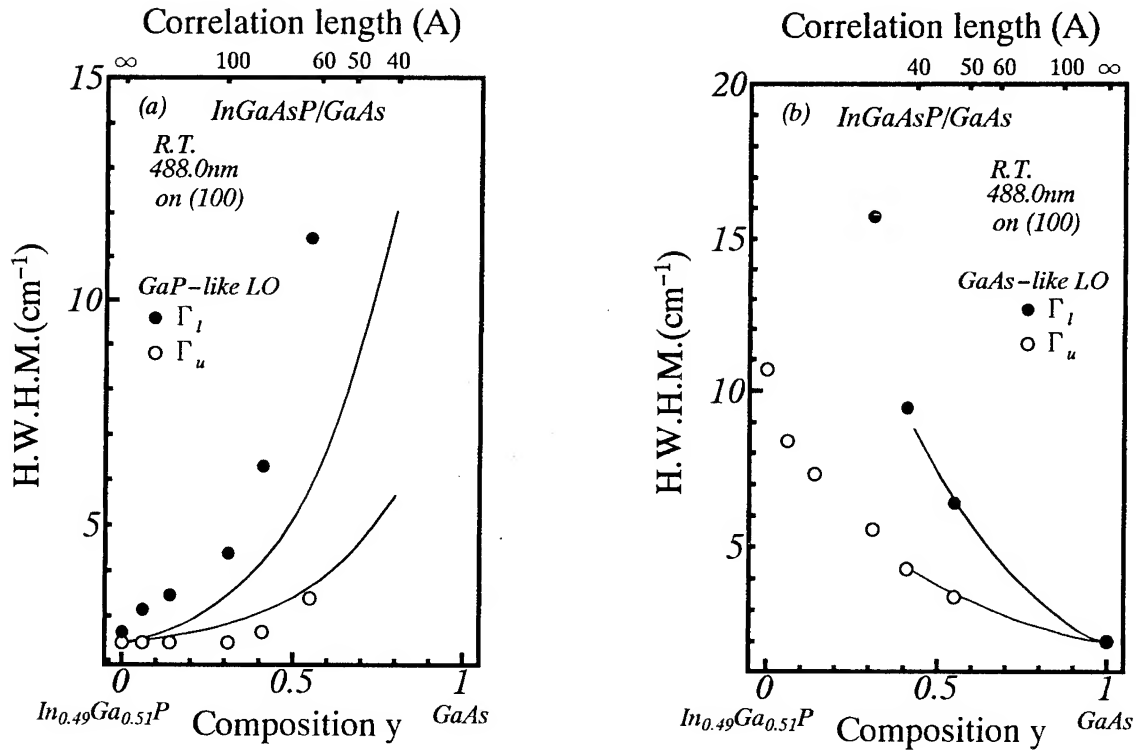 Correlation length (A)
∞ 100 60 50 40
15
(a)
InGaAsP/GaAs
R.T.
488.0nm
on (100)
10
GaP-like LO
Γl
Γu
5
H.W.H.M.(cm⁻¹)
0 0.5 1
In0.49Ga0.51P Composition y GaAs
Correlation length (A)
40 50 60 100 ∞
20
(b) InGaAsP/GaAs
R.T.
488.0nm
on (100)
15
GaAs-like LO
Γl
Γu
10
5
H.W.H.M.(cm⁻¹)
0 0.5 1
In0.49Ga0.51P Composition y GaAs